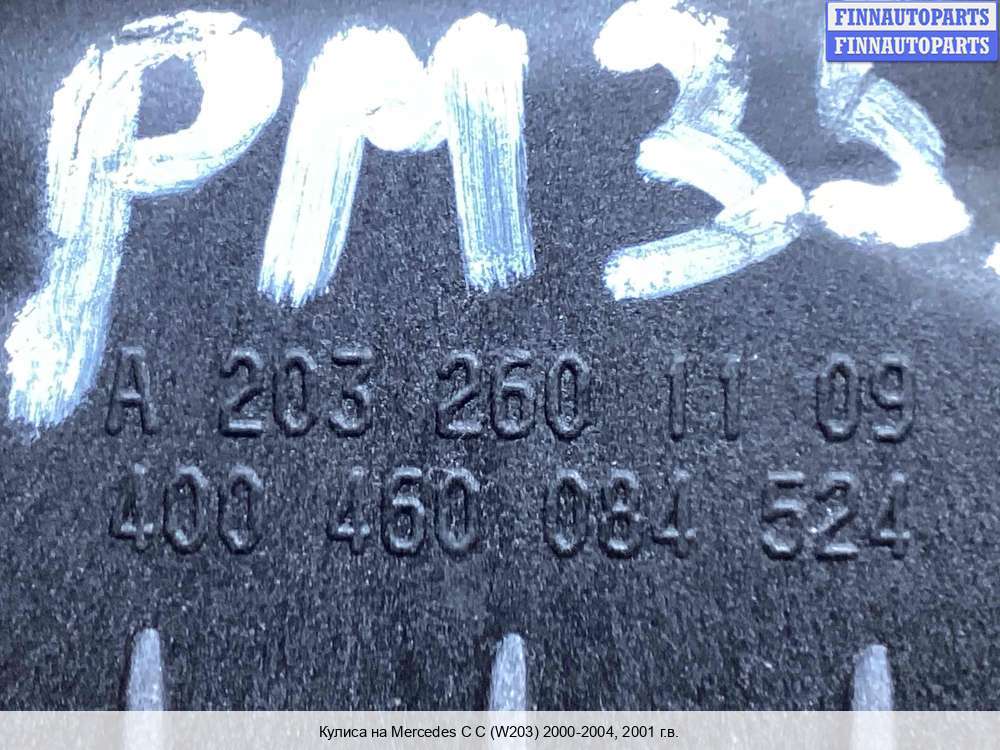 FINNAUTOPARTS
FINNAUTOPARTS
PM35
A 203 260 11 09
400 460 084 524
Кулиса на Mercedes C C (W203) 2000-2004, 2001 г.в.